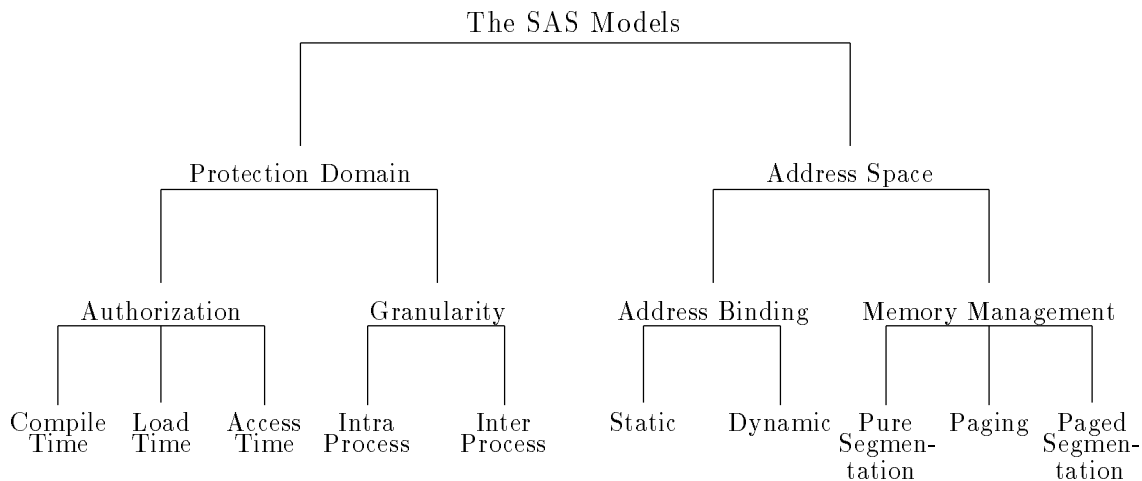 The SAS Models
Protection Domain
Address Space
Authorization
Granularity
Address Binding
Memory Management
Compile
Time
Load
Time
Access
Time
Intra
Process
Inter
Process
Static
Dynamic
Pure
Segmen-
tation
Paging
Paged
Segmen-
tation